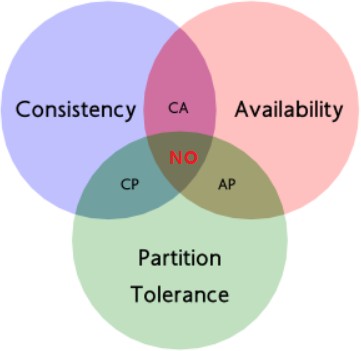 CA
Consistency
Availability
NO
CP
AP
Partition
Tolerance